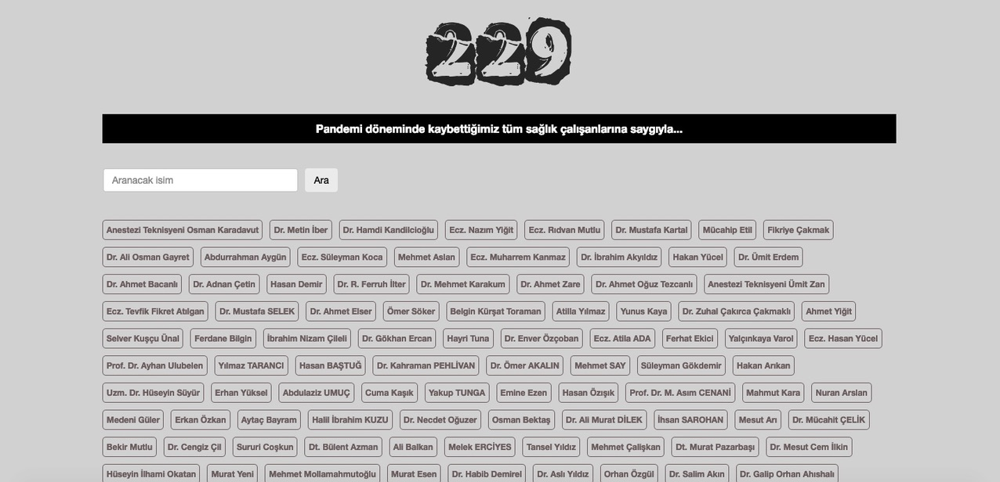 229
Pandemi döneminde kaybettiğimiz tüm sağlık çalışanlarına saygıyla...
Aranacak isim Ara
Anestezi Teknisyeni Osman Karadavut Dr. Metin İber Dr. Hamdi Kandilcioğlu Ecz. Nazım Yiğit Ecz. Rıdvan Mutlu Dr. Mustafa Kartal Mücahip Etil Fikriye Çakmak
Dr. Ali Osman Gayret Abdurrahman Aygün Ecz. Süleyman Koca Mehmet Aslan Ecz. Muharrem Kanmaz Dr. İbrahim Akyıldız Hakan Yücel Dr. Ümit Erdem
Dr. Ahmet Bacanlı Dr. Adnan Çetin Hasan Demir Dr. R. Ferruh İlter Dr. Mehmet Karakum Dr. Ahmet Zare Dr. Ahmet Oğuz Tezcanlı Anestezi Teknisyeni Ümit Zan
Ecz. Tevfik Fikret Atılgan Dr. Mustafa SELEK Dr. Ahmet Elser Ömer Söker Belgin Kürşat Toraman Atilla Yılmaz Yunus Kaya Dr. Zuhal Çakırca Çakmaklı Ahmet Yiğit
Selver Kuşçu Ünal Ferdane Bilgin İbrahim Nizam Çileli Dr. Gökhan Ercan Hayri Tuna Dr. Enver Özçoban Ecz. Atila ADA Ferhat Ekici Yalçınkaya Varol Ecz. Hasan Yücel
Prof. Dr. Ayhan Ulubelen Yılmaz TARANCI Hasan BAŞTUĞ Dr. Kahraman PEHLİVAN Dr. Ömer AKALIN Mehmet SAY Süleyman Gökdemir Hakan Arıkan
Uzm. Dr. Hüseyin Süyür Erhan Yüksel Abdulaziz UMUÇ Cuma Kaşık Yakup TUNGA Emine Ezen Hasan Özışık Prof. Dr. M. Asım CENANİ Mahmut Kara Nuran Arslan
Medeni Güler Erkan Özkan Aytaç Bayram Halil İbrahim KUZU Dr. Necdet Oğuzer Osman Bektaş Dr. Ali Murat DİLEK İhsan SAROHAN Mesut Arı Dr. Mücahit ÇELİK
Bekir Mutlu Dr. Cengiz Çil Sururi Coşkun Dt. Bülent Azman Ali Balkan Melek ERCİYES Tansel Yıldız Mehmet Çalişkan Dt. Murat Pazarbaşı Dr. Mesut Cem İlkin
Hüseyin İlhami Okatan Murat Yeni Mehmet Mollamahmutoğlu Murat Esen Dr. Habib Demirel Dr. Aslı Yıldız Orhan Özgül Dr. Salim Akın Dr. Galip Orhan Ahıshalı